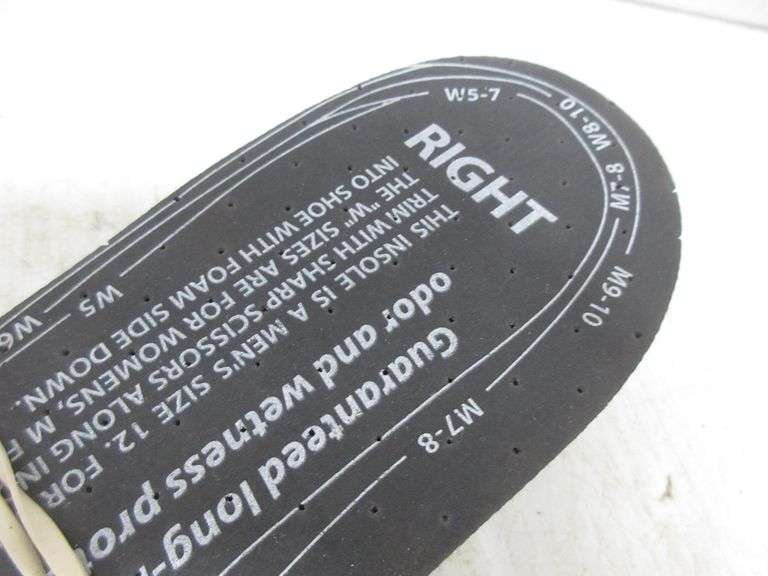 W5-7
W8-10
M7-8
M9-10
RIGHT
THIS INSOLE IS A MEN'S SIZE 12. FOR
TRIM WITH SHARP SCISSORS ALONG IN
THE "W" SIZES ARE FOR WOMENS, M
INTO SHOE WITH FOAM SIDE DOWN.
W5
W6
Guaranteed long-
odor and wetness
M7-8